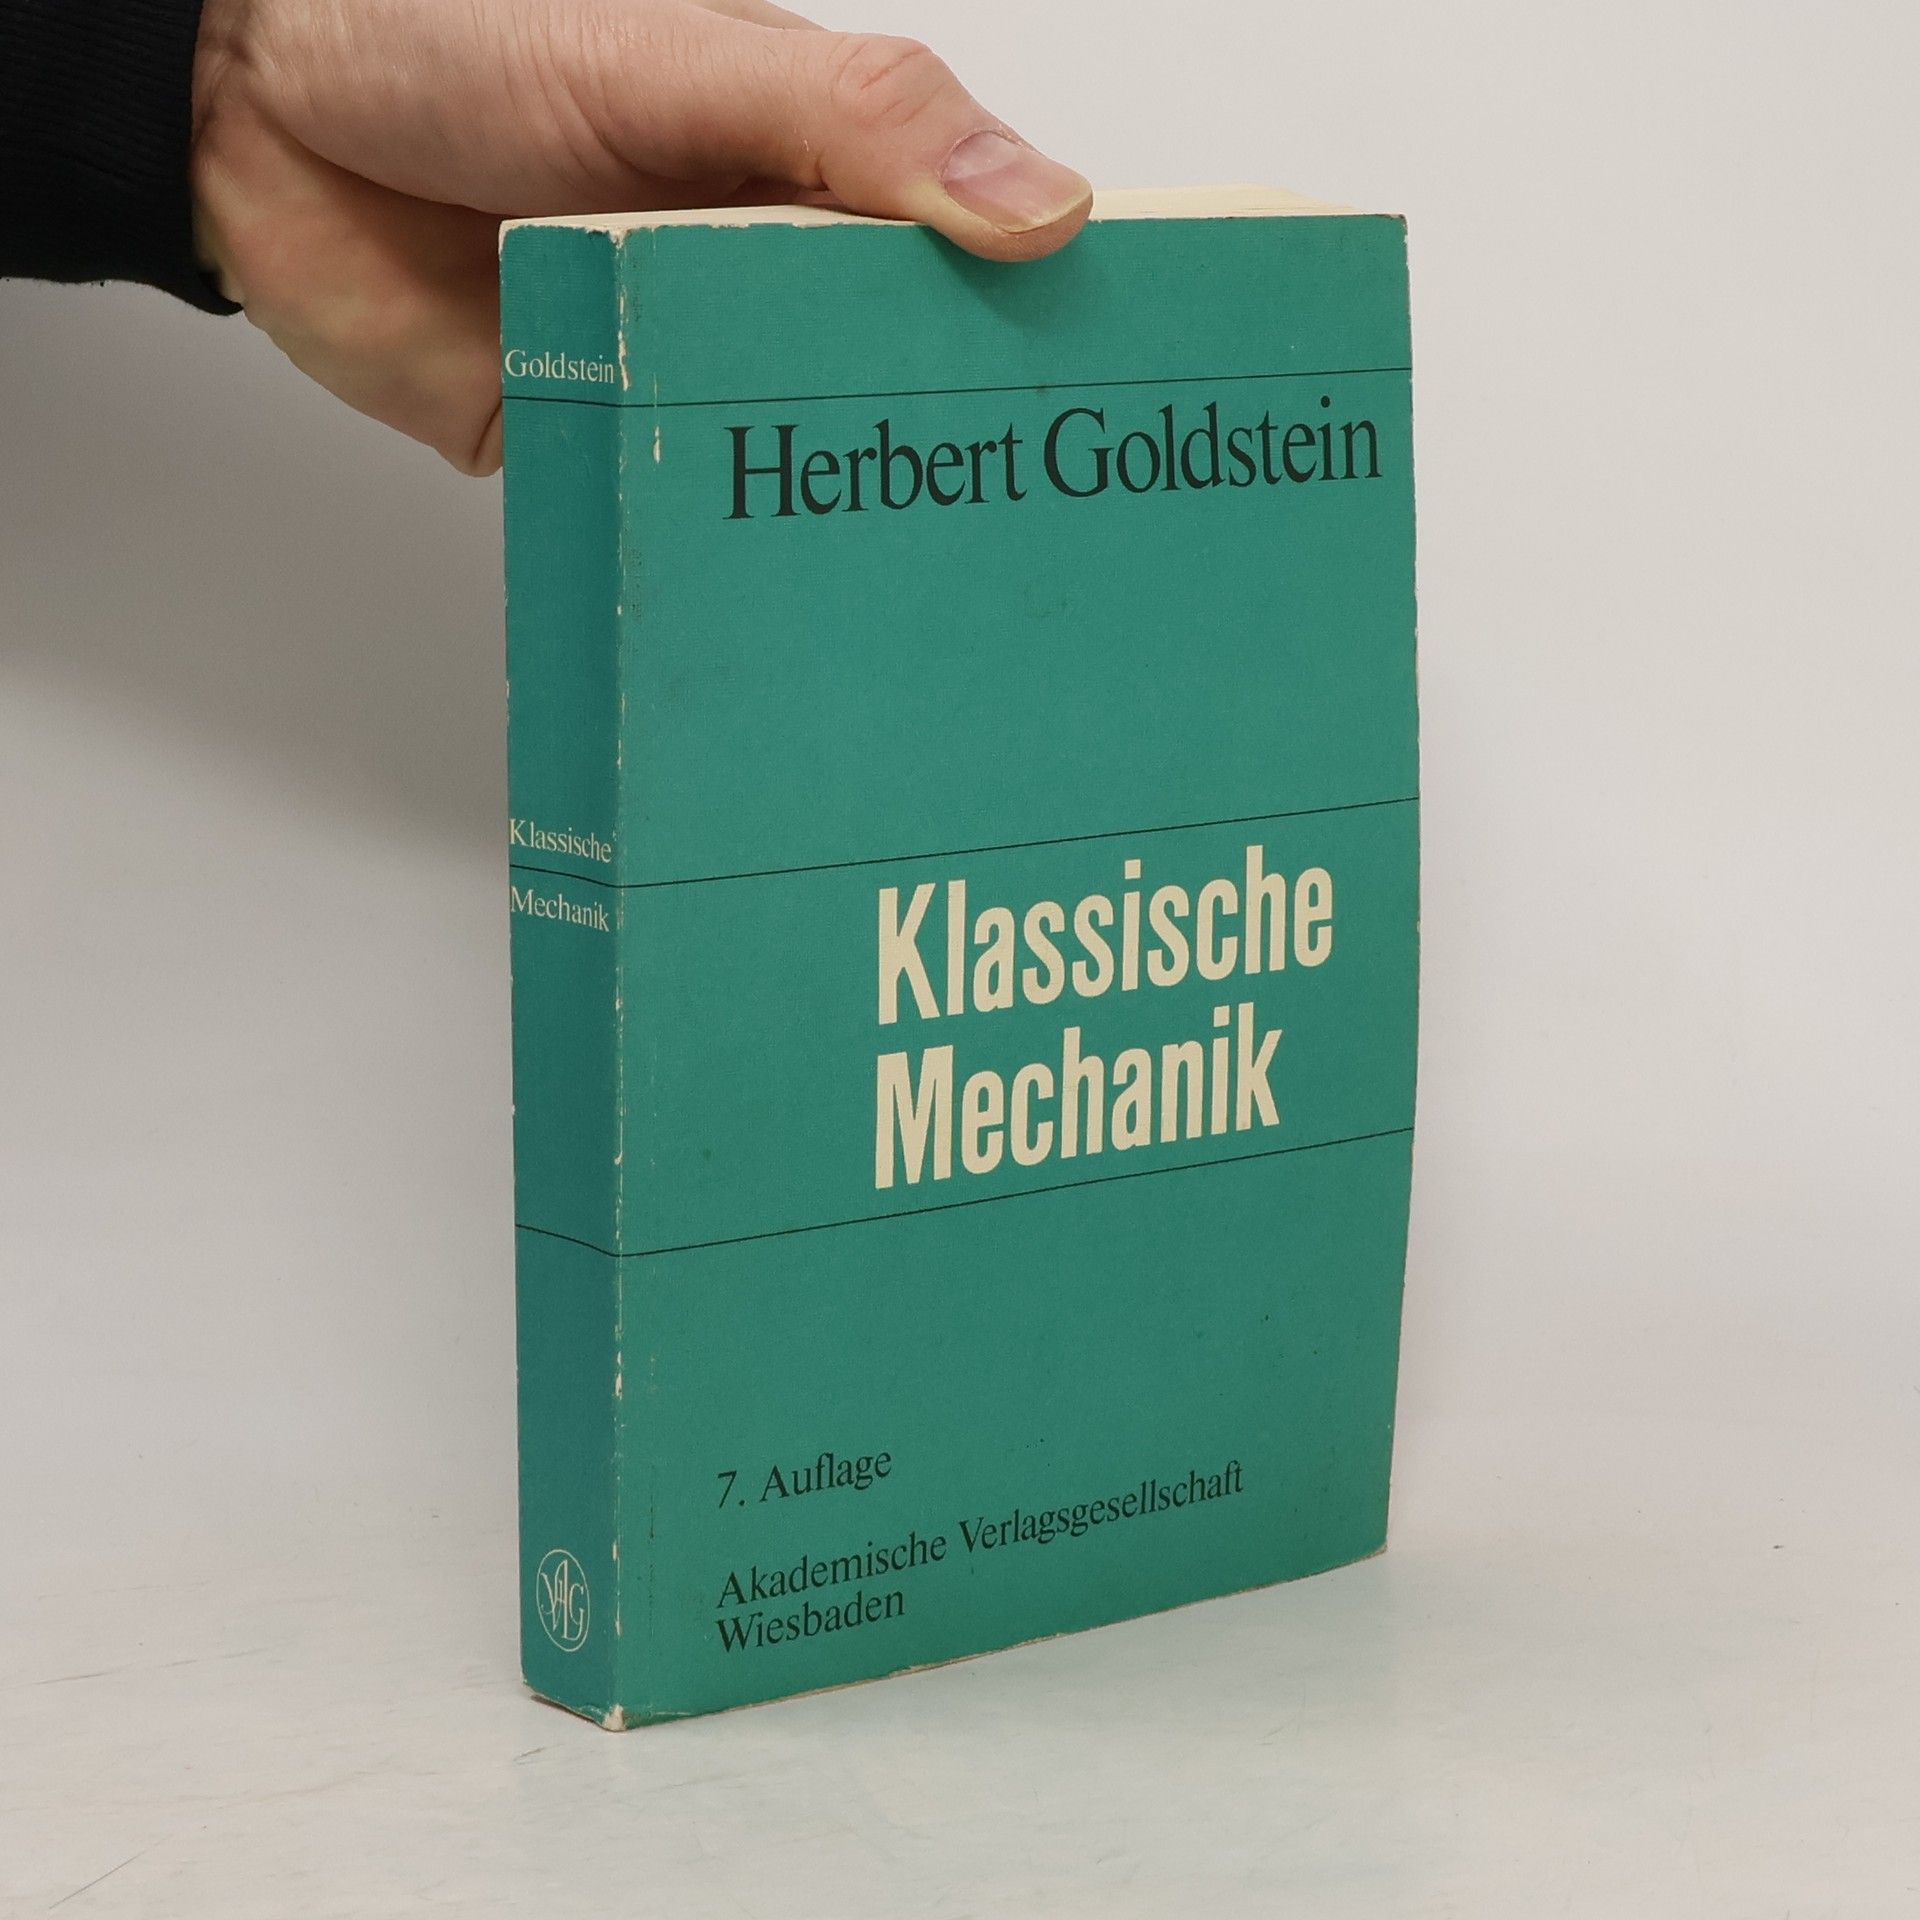 Goldstein
Klassische
Mechanik
Herbert Goldstein
Klassische
Mechanik
7. Auflage
Akademische Verlagsgesellschaft
Wiesbaden